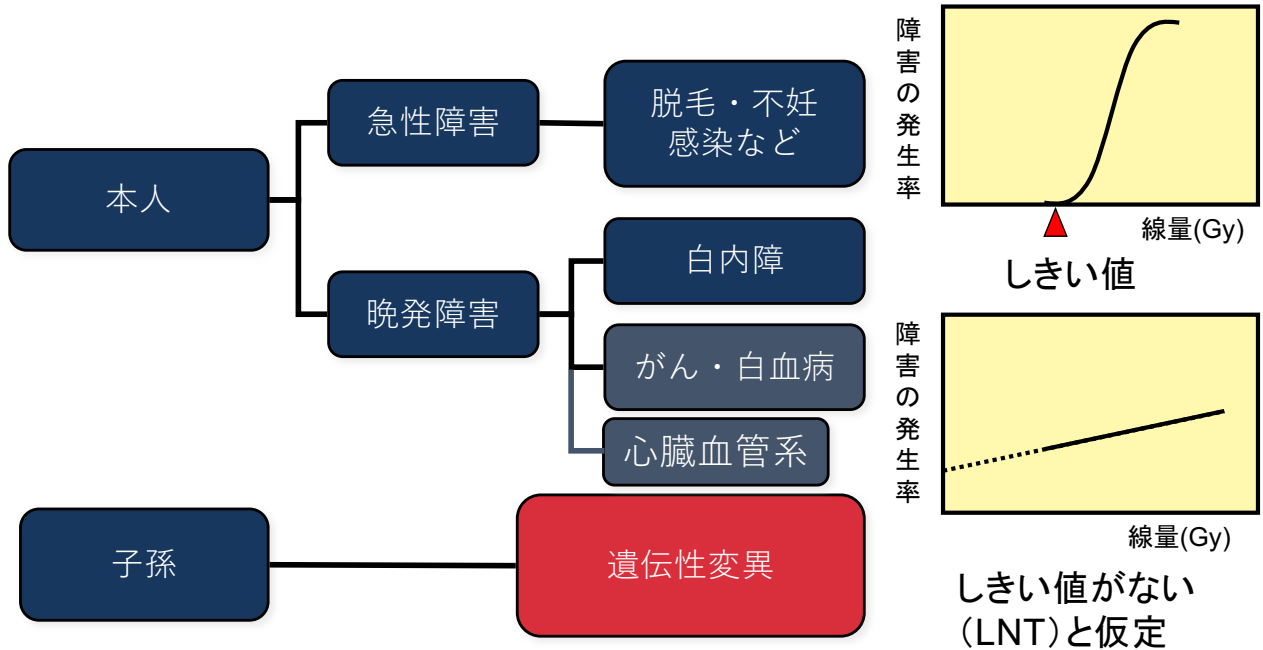 本人
急性障害
脱毛・不妊
感染など
晩発障害
白内障
がん・白血病
心臓血管系
子孫
遺伝性変異
障害の発生率
線量(Gy)
しきい値
障害の発生率
線量(Gy)
しきい値がない
（LNT）と仮定